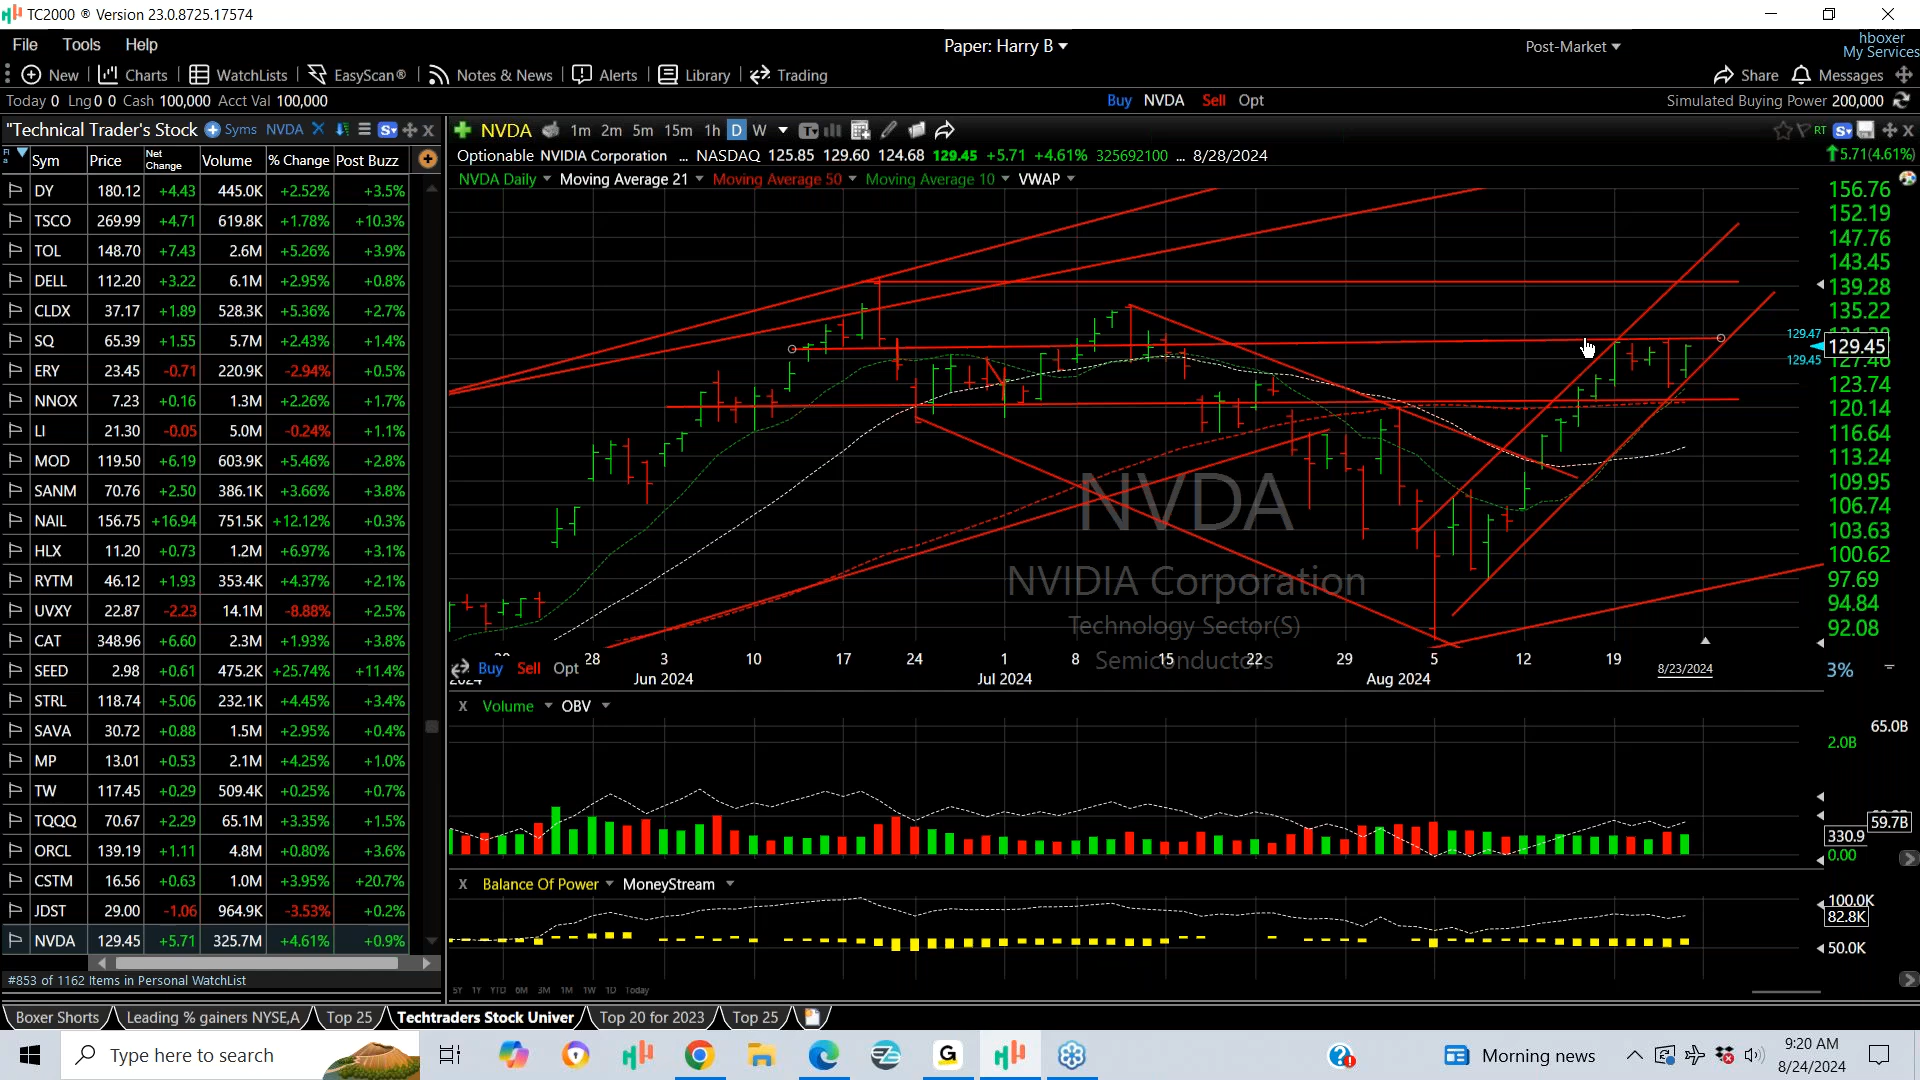 TC2000 ® Version 23.0.8725.17574
File Tools Help
Paper: Harry B
Post-Market
hboxer
My Services
New Charts WatchLists EasyScan® Notes & News Alerts Library Trading
Share Messages
Today 0 Lng 0 0 Cash 100,000 Acct Val 100,000
Buy NVDA Sell Opt
Simulated Buying Power 200,000
"Technical Trader's Stock Syms NVDA
NVDA 1m 2m 5m 15m 1h D W
RT
Optionable NVIDIA Corporation ... NASDAQ 125.85 129.60 124.68 129.45 +5.71 +4.61% 325692100 ... 8/28/2024
5.71(4.61%)
NVDA Daily Moving Average 21 Moving Average 50 Moving Average 10 VWAP
Sym Price Net Change Volume % Change Post Buzz
DY 180.12 +4.43 445.0K +2.52% +3.5%
TSCO 269.99 +4.71 619.8K +1.78% +10.3%
TOL 148.70 +7.43 2.6M +5.26% +3.9%
DELL 112.20 +3.22 6.1M +2.95% +0.8%
CLDX 37.17 +1.89 528.3K +5.36% +2.7%
SQ 65.39 +1.55 5.7M +2.43% +1.4%
ERY 23.45 -0.71 220.9K -2.94% +0.5%
NNOX 7.23 +0.16 1.3M +2.26% +1.7%
LI 21.30 -0.05 5.0M -0.24% +1.1%
MOD 119.50 +6.19 603.9K +5.46% +2.8%
SANM 70.76 +2.50 386.1K +3.66% +3.8%
NAIL 156.75 +16.94 751.5K +12.12% +0.3%
HLX 11.20 +0.73 1.2M +6.97% +3.1%
RYTM 46.12 +1.93 353.4K +4.37% +2.1%
UVXY 22.87 -2.23 14.1M -8.88% +2.5%
CAT 348.96 +6.60 2.3M +1.93% +3.8%
SEED 2.98 +0.61 475.2K +25.74% +11.4%
STRL 118.74 +5.06 232.1K +4.45% +3.4%
SAVA 30.72 +0.88 1.5M +2.95% +0.4%
MP 13.01 +0.53 2.1M +4.25% +1.0%
TW 117.45 +0.29 509.4K +0.25% +0.7%
TQQQ 70.67 +2.29 65.1M +3.35% +1.5%
ORCL 139.19 +1.11 4.8M +0.80% +3.6%
CSTM 16.56 +0.63 1.0M +3.95% +20.7%
JDST 29.00 -1.06 964.9K -3.53% +0.2%
NVDA 129.45 +5.71 325.7M +4.61% +0.9%
#853 of 1162 Items in Personal WatchList
156.76
152.19
147.76
143.45
139.28
135.22
129.47
129.45
129.45
127.46
123.74
120.14
116.64
113.24
109.95
106.74
103.63
100.62
97.69
94.84
92.08
3%
NVDA
NVIDIA Corporation
Technology Sector(S)
Semiconductors
28 3 10 17 24 1 8 15 22 29 5 12 19 8/23/2024
Buy Sell Opt
Jun 2024 Jul 2024 Aug 2024
X Volume OBV
65.0B
2.0B
59.7B
330.9
0.00
X Balance Of Power MoneyStream
100.0K
82.8K
50.0K
5Y 1Y YTD 6M 3M 1M 1W 1D Today
Boxer Shorts Leading % gainers NYSE,A Top 25 Techtraders Stock Univer Top 20 for 2023 Top 25
Type here to search
Morning news
9:20 AM
8/24/2024